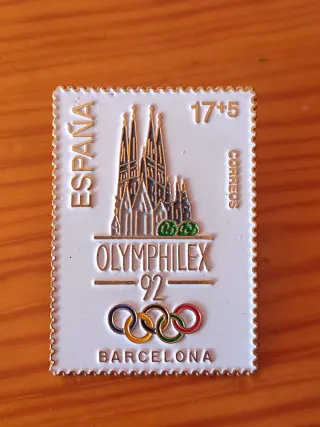 ESPAÑA
17+5
CORREOS
OLYMPHILEX
92
BARCELONA